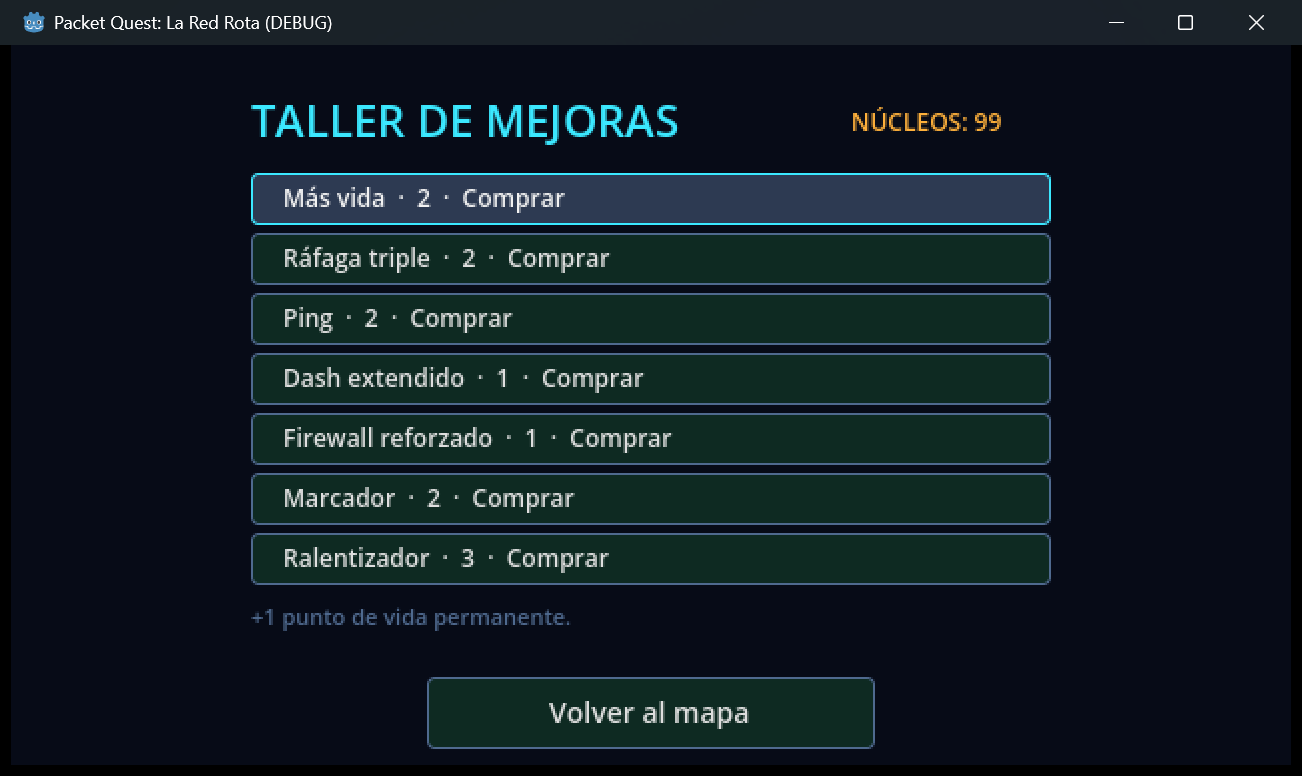 Packet Quest: La Red Rota (DEBUG)
TALLER DE MEJORAS
NÚCLEOS: 99
Más vida · 2 · Comprar
Ráfaga triple · 2 · Comprar
Ping · 2 · Comprar
Dash extendido · 1 · Comprar
Firewall reforzado · 1 · Comprar
Marcador · 2 · Comprar
Ralentizador · 3 · Comprar
+1 punto de vida permanente.
Volver al mapa